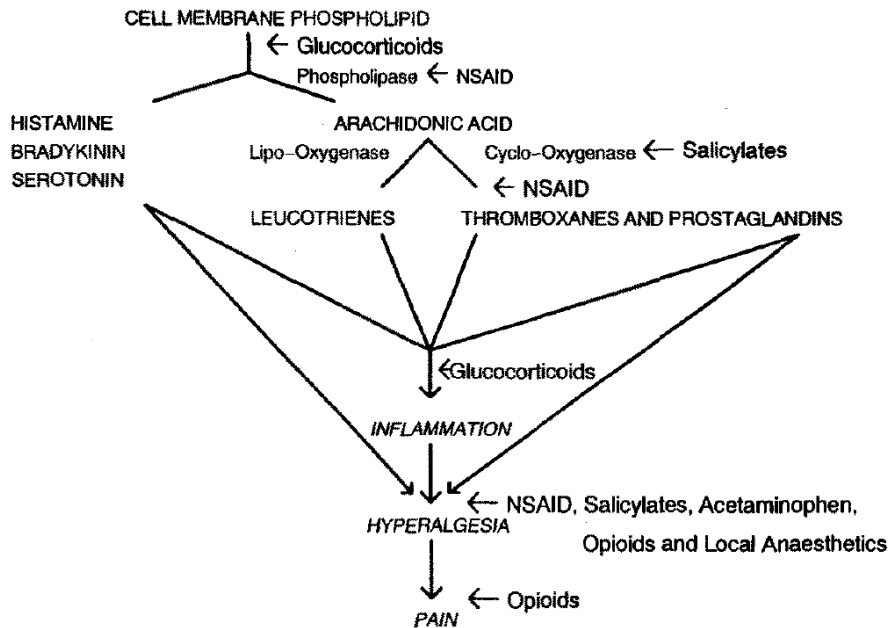 CELL MEMBRANE PHOSPHOLIPID
Glucocorticoids
Phospholipase NSAID
HISTAMINE
BRADYKININ
SEROTONIN
ARACHIDONIC ACID
Lipo-Oxygenase
Cyclo-Oxygenase Salicylates
NSAID
LEUCOTRIENES
THROMBOXANES AND PROSTAGLANDINS
Glucocorticoids
INFLAMMATION
NSAID, Salicylates, Acetaminophen,
HYPERALGESIA
Opioids and Local Anaesthetics
Opioids
PAIN